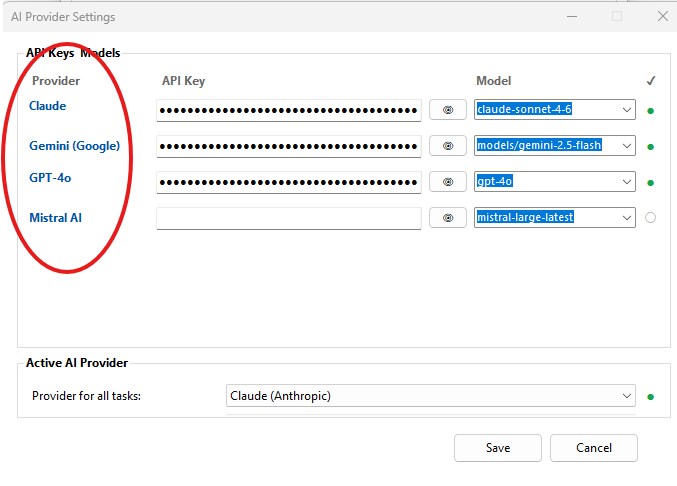 AI Provider Settings
API Keys  Models
Provider API Key Model ✓
Claude claude-sonnet-4-6
Gemini (Google) models/gemini-2.5-flash
GPT-4o gpt-4o
Mistral AI mistral-large-latest
Active AI Provider
Provider for all tasks: Claude (Anthropic)
Save Cancel